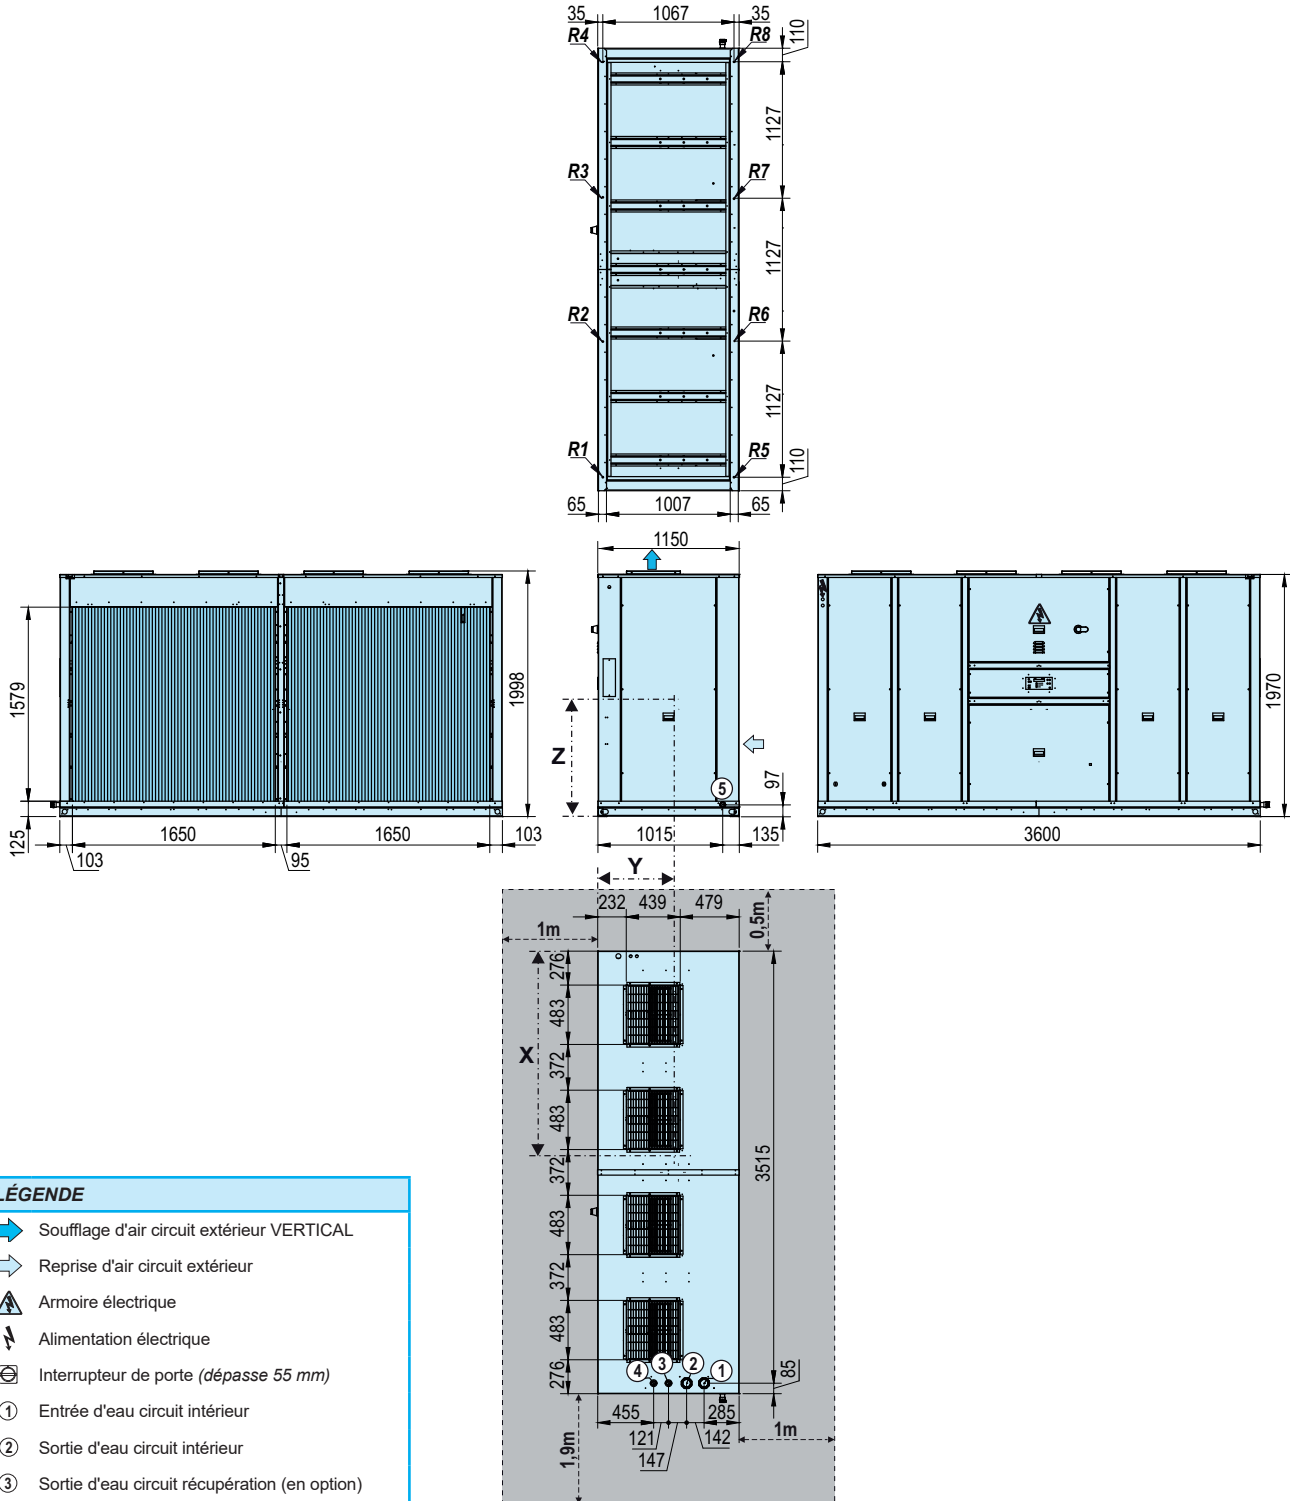 35 1067 35
R4 R8 110
1127
R3 R7
1127
R2 R6
1127
R1 R5 110
65 1007 65
1150
1579 1998 Z 5 97 1970
125 103 1650 95 1650 103
1015 135
3600
Y
232 439 479
1m 0,5m
276
483
X 372
483
372 3515
483
372
483
276 4 3 2 1 85
455 121 147 142 285
1m
1,9m
LÉGENDE
Soufflage d'air circuit extérieur VERTICAL
Reprise d'air circuit extérieur
Armoire électrique
Alimentation électrique
Interrupteur de porte (dépasse 55 mm)
1 Entrée d'eau circuit intérieur
2 Sortie d'eau circuit intérieur
3 Sortie d'eau circuit récupération (en option)